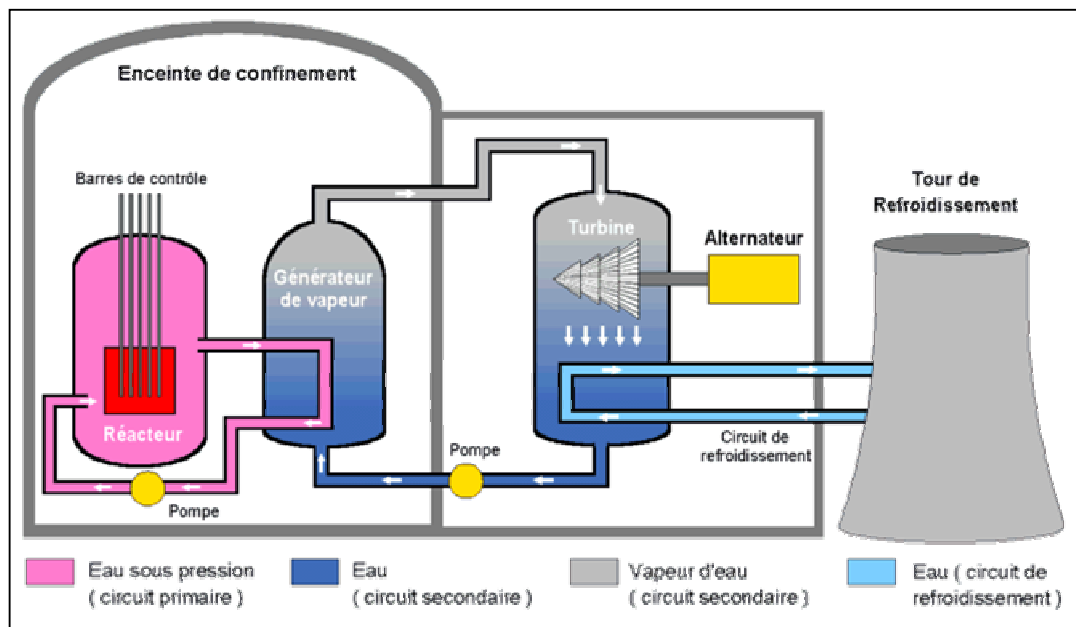 Enceinte de confinement
Barres de contrôle
Tour de
Refroidissement
Turbine
Alternateur
Générateur
de vapeur
Réacteur
Circuit de
refroidissement
Pompe
Pompe
Eau sous pression
( circuit primaire )
Eau
( circuit secondaire )
Vapeur d'eau
( circuit secondaire )
Eau ( circuit de
refroidissement )